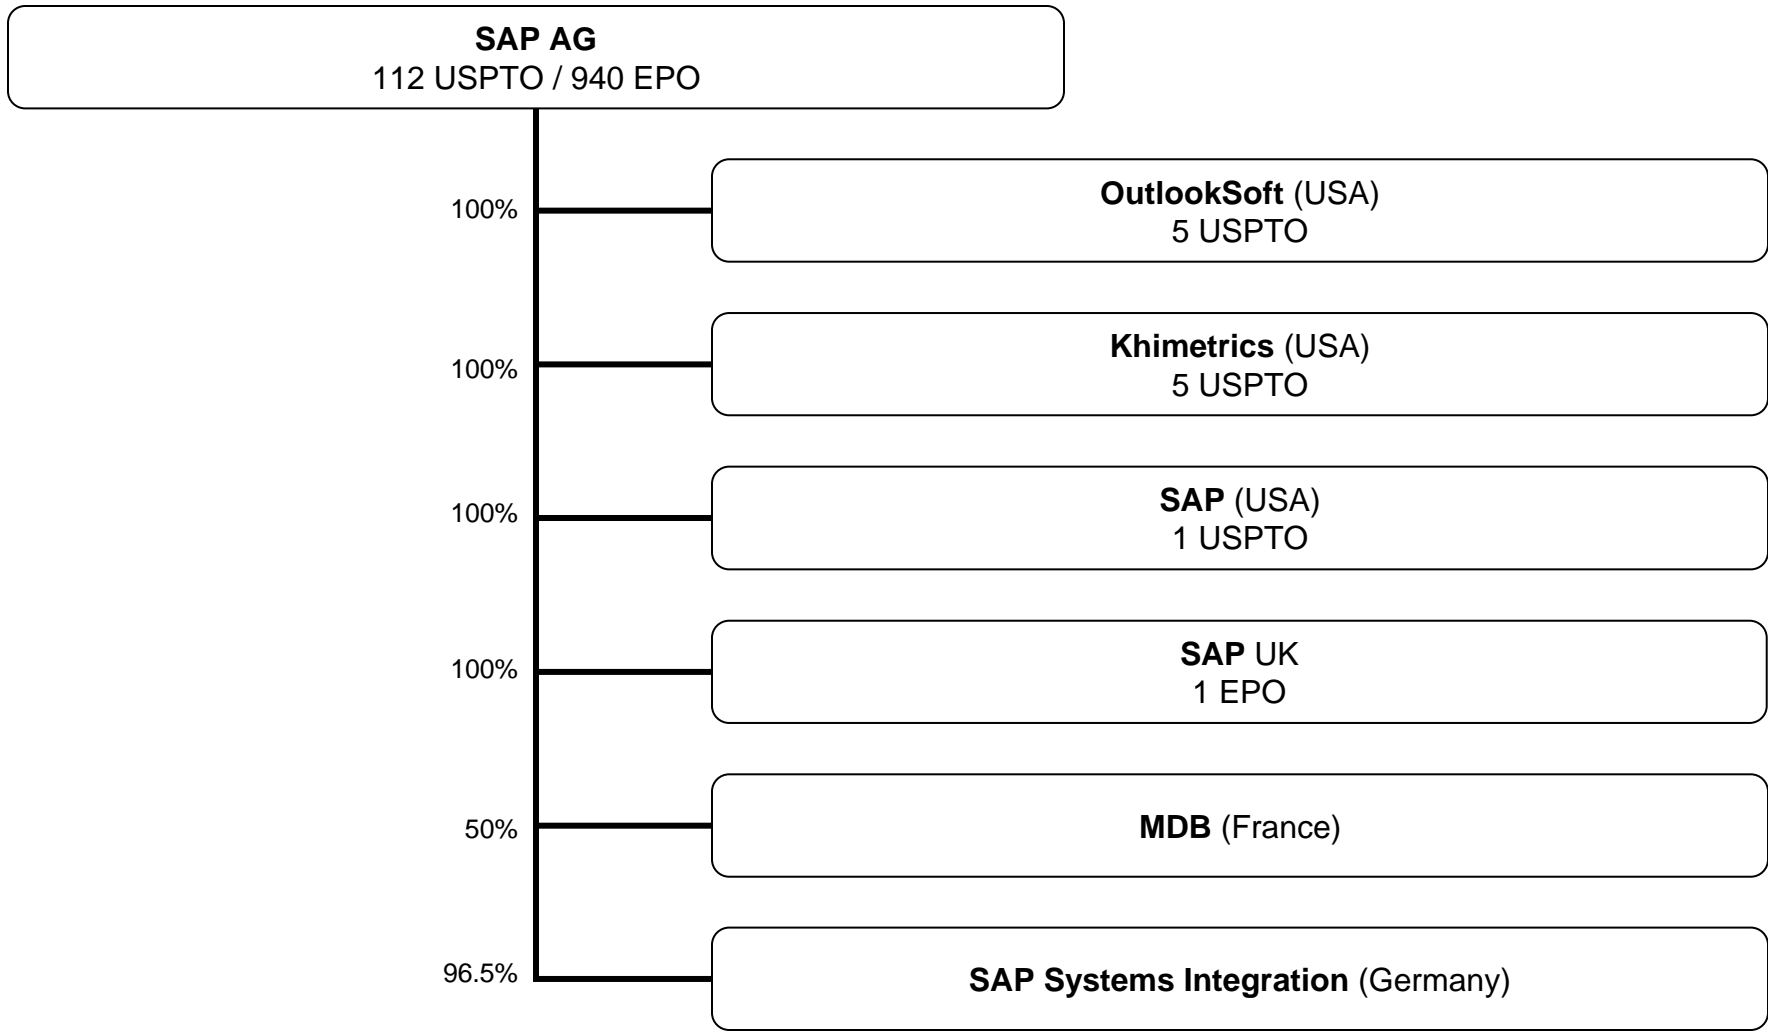 SAP AG
112 USPTO / 940 EPO
100%
OutlookSoft (USA)
5 USPTO
100%
Khimetrics (USA)
5 USPTO
100%
SAP (USA)
1 USPTO
100%
SAP UK
1 EPO
50%
MDB (France)
96.5%
SAP Systems Integration (Germany)